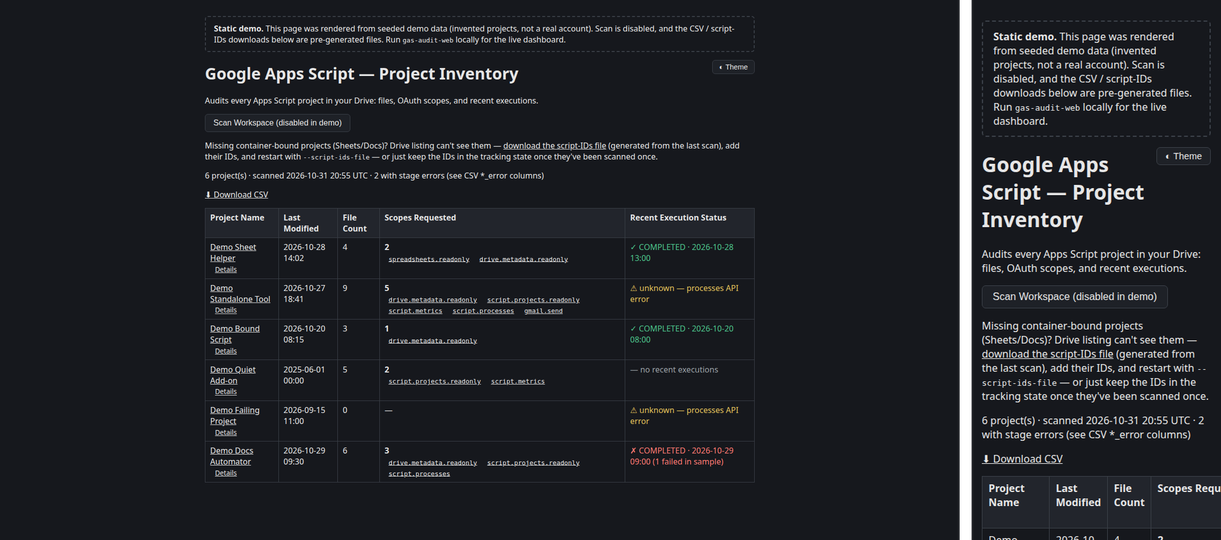 Static demo. This page was rendered from seeded demo data (invented projects, not a real account). Scan is disabled, and the CSV / script-
IDs downloads below are pre-generated files. Run gas-audit-web locally for the live dashboard.
Google Apps Script — Project Inventory
◖ Theme
Audits every Apps Script project in your Drive: files, OAuth scopes, and recent executions.
Scan Workspace (disabled in demo)
Missing container-bound projects (Sheets/Docs)? Drive listing can't see them — download the script-IDs file (generated from the last scan), add
their IDs, and restart with --script-ids-file — or just keep the IDs in the tracking state once they've been scanned once.
6 project(s) · scanned 2026-10-31 20:55 UTC · 2 with stage errors (see CSV *_error columns)
⬇ Download CSV
Project Name Last Modified File Count Scopes Requested Recent Execution Status
Demo Sheet Helper Details 2026-10-28 14:02 4 2 spreadsheets.readonly drive.metadata.readonly ✓ COMPLETED · 2026-10-28 13:00
Demo Standalone Tool Details 2026-10-27 18:41 9 5 drive.metadata.readonly script.projects.readonly script.metrics script.processes gmail.send ⚠ unknown — processes API error
Demo Bound Script Details 2026-10-20 08:15 3 1 drive.metadata.readonly ✓ COMPLETED · 2026-10-20 08:00
Demo Quiet Add-on Details 2025-06-01 00:00 5 2 script.projects.readonly script.metrics — no recent executions
Demo Failing Project Details 2026-09-15 11:00 0 — ⚠ unknown — processes API error
Demo Docs Automator Details 2026-10-29 09:30 6 3 drive.metadata.readonly script.projects.readonly script.processes ✗ COMPLETED · 2026-10-29 09:00 (1 failed in sample)
Static demo. This page was
rendered from seeded demo
data (invented projects, not a
real account). Scan is
disabled, and the CSV / script-IDs
downloads below are pre-generated files.
Run gas-audit-web locally for the live
dashboard.
Google Apps
Script — Project
Inventory
◖ Theme
Audits every Apps Script project in your Drive:
files, OAuth scopes, and recent executions.
Scan Workspace (disabled in demo)
Missing container-bound projects
(Sheets/Docs)? Drive listing can't see them —
download the script-IDs file (generated from
the last scan), add their IDs, and restart with --
script-ids-file — or just keep the IDs in the
tracking state once they've been scanned once.
6 project(s) · scanned 2026-10-31 20:55 UTC · 2
with stage errors (see CSV *_error columns)
⬇ Download CSV
Project Name Last Modified File Count Scopes Requ